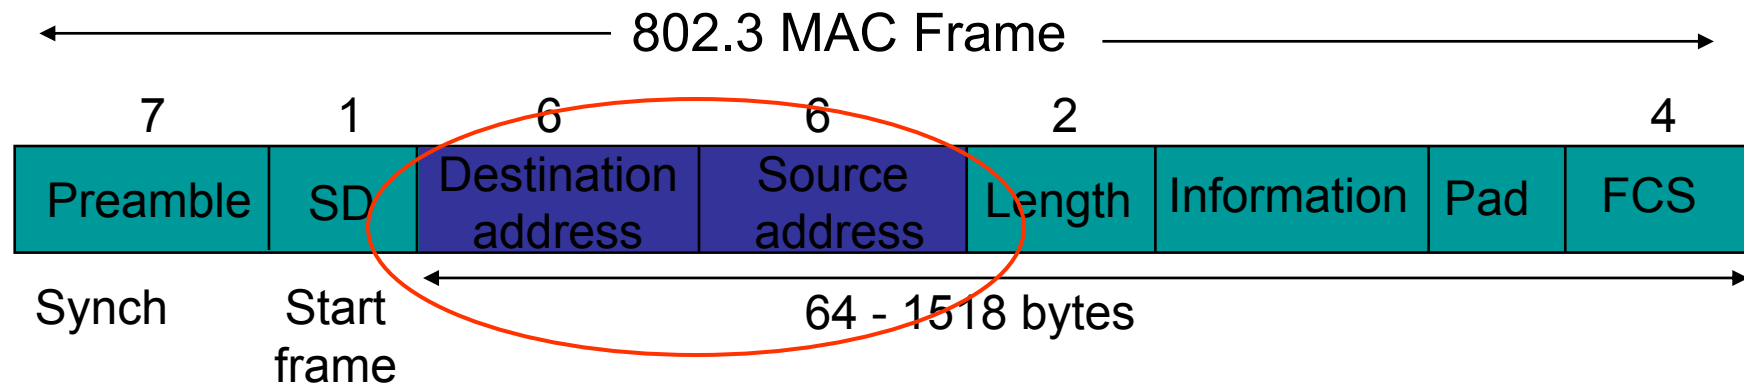 802.3 MAC Frame
7 1 6 6 2 4
Preamble SD Destination address Source address Length Information Pad FCS
Synch Start frame 64 - 1518 bytes